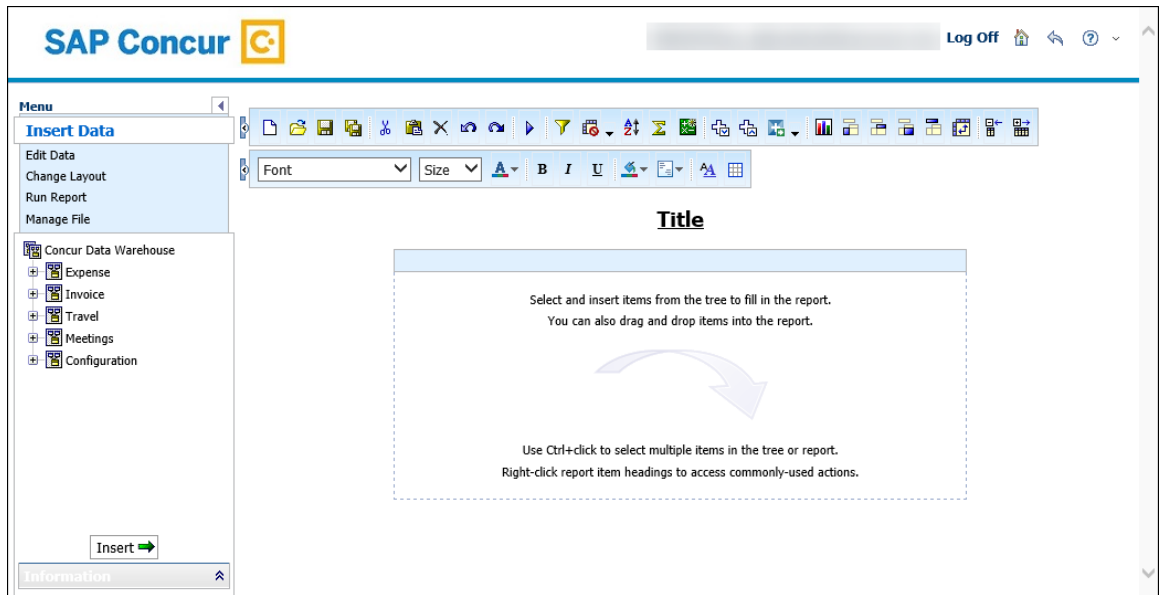 SAP Concur C.
Log Off
Menu
Insert Data
Edit Data
Change Layout
Run Report
Manage File
Font
Size
A
B I U
A A
Title
Concur Data Warehouse
Expense
Invoice
Travel
Meetings
Configuration
Select and insert items from the tree to fill in the report.
You can also drag and drop items into the report.
Use Ctrl+click to select multiple items in the tree or report.
Right-click report item headings to access commonly-used actions.
Insert
Information